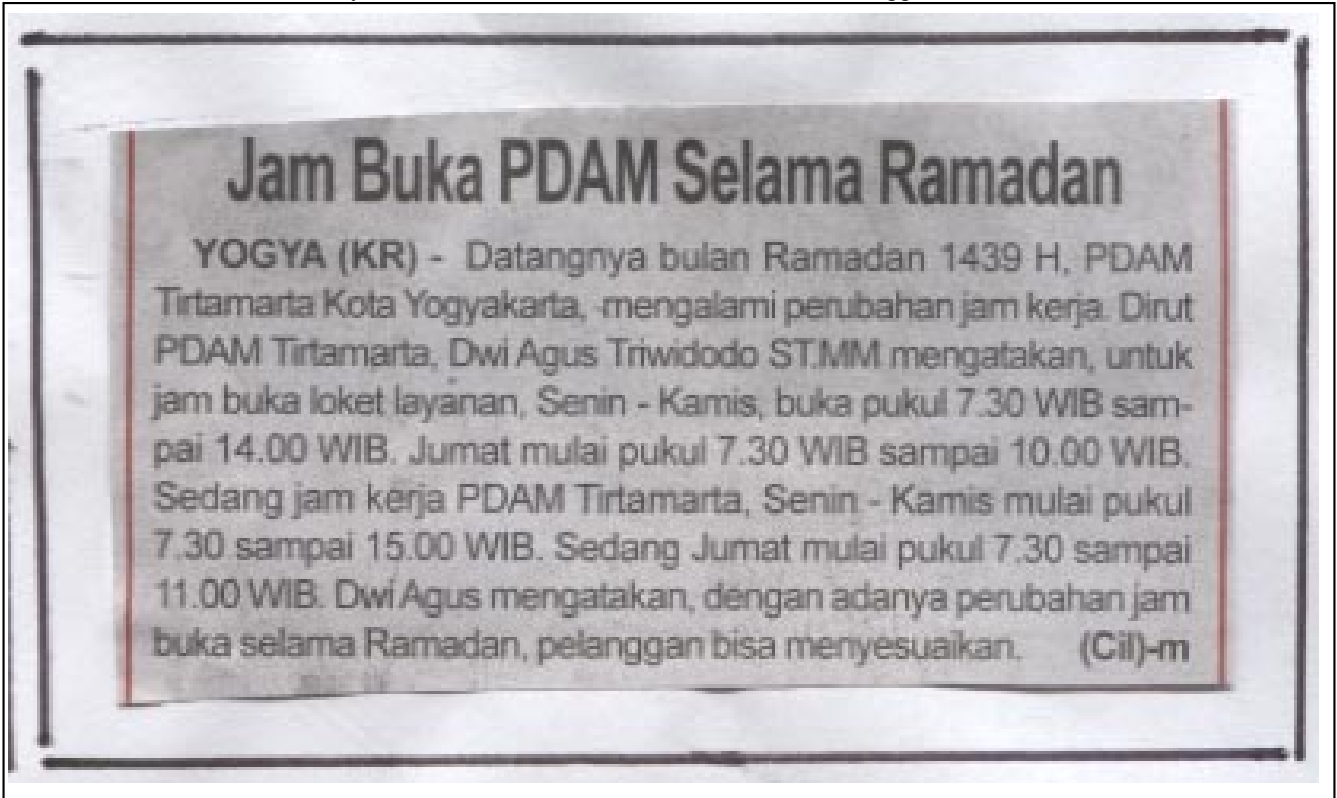 Jam Buka PDAM Selama Ramadan
YOGYA (KR) - Datangnya bulan Ramadan 1439 H, PDAM
Tirtamarta Kota Yogyakarta, mengalami perubahan jam kerja. Dirut
PDAM Tirtamarta, Dwi Agus Triwidodo ST.MM mengatakan, untuk
jam buka loket layanan, Senin - Kamis, buka pukul 7.30 WIB sam-
pai 14.00 WIB. Jumat mulai pukul 7.30 WIB sampai 10.00 WIB.
Sedang jam kerja PDAM Tirtamarta, Senin - Kamis mulai pukul
7.30 sampai 15.00 WIB. Sedang Jumat mulai pukul 7.30 sampai
11.00 WIB. Dwi Agus mengatakan, dengan adanya perubahan jam
buka selama Ramadan, pelanggan bisa menyesuaikan. (Cil)-m